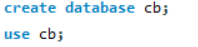 create database cb;
use cb;